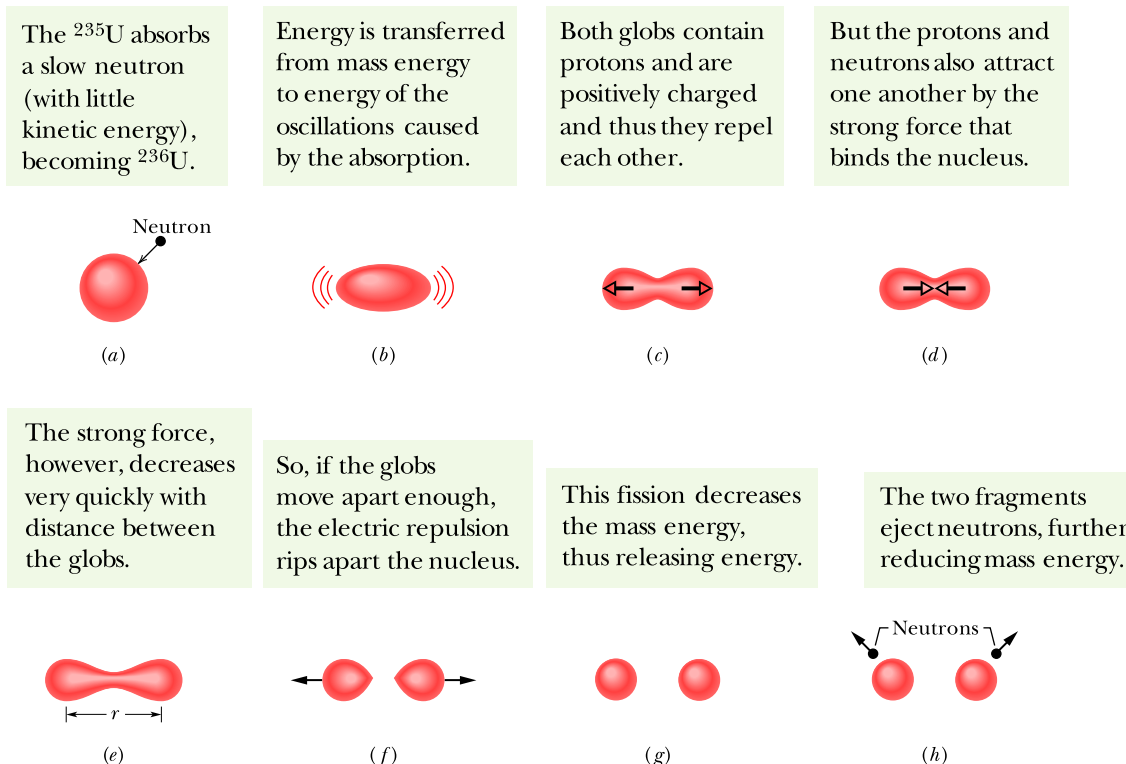 The ²³⁵U absorbs
a slow neutron
(with little
kinetic energy),
becoming ²³⁶U.
Energy is transferred
from mass energy
to energy of the
oscillations caused
by the absorption.
Both globs contain
protons and are
positively charged
and thus they repel
each other.
But the protons and
neutrons also attract
one another by the
strong force that
binds the nucleus.
Neutron
(a)
(b)
(c)
(d)
The strong force,
however, decreases
very quickly with
distance between
the globs.
So, if the globs
move apart enough,
the electric repulsion
rips apart the nucleus.
This fission decreases
the mass energy,
thus releasing energy.
The two fragments
eject neutrons, further
reducing mass energy.
r
Neutrons
(e)
(f)
(g)
(h)